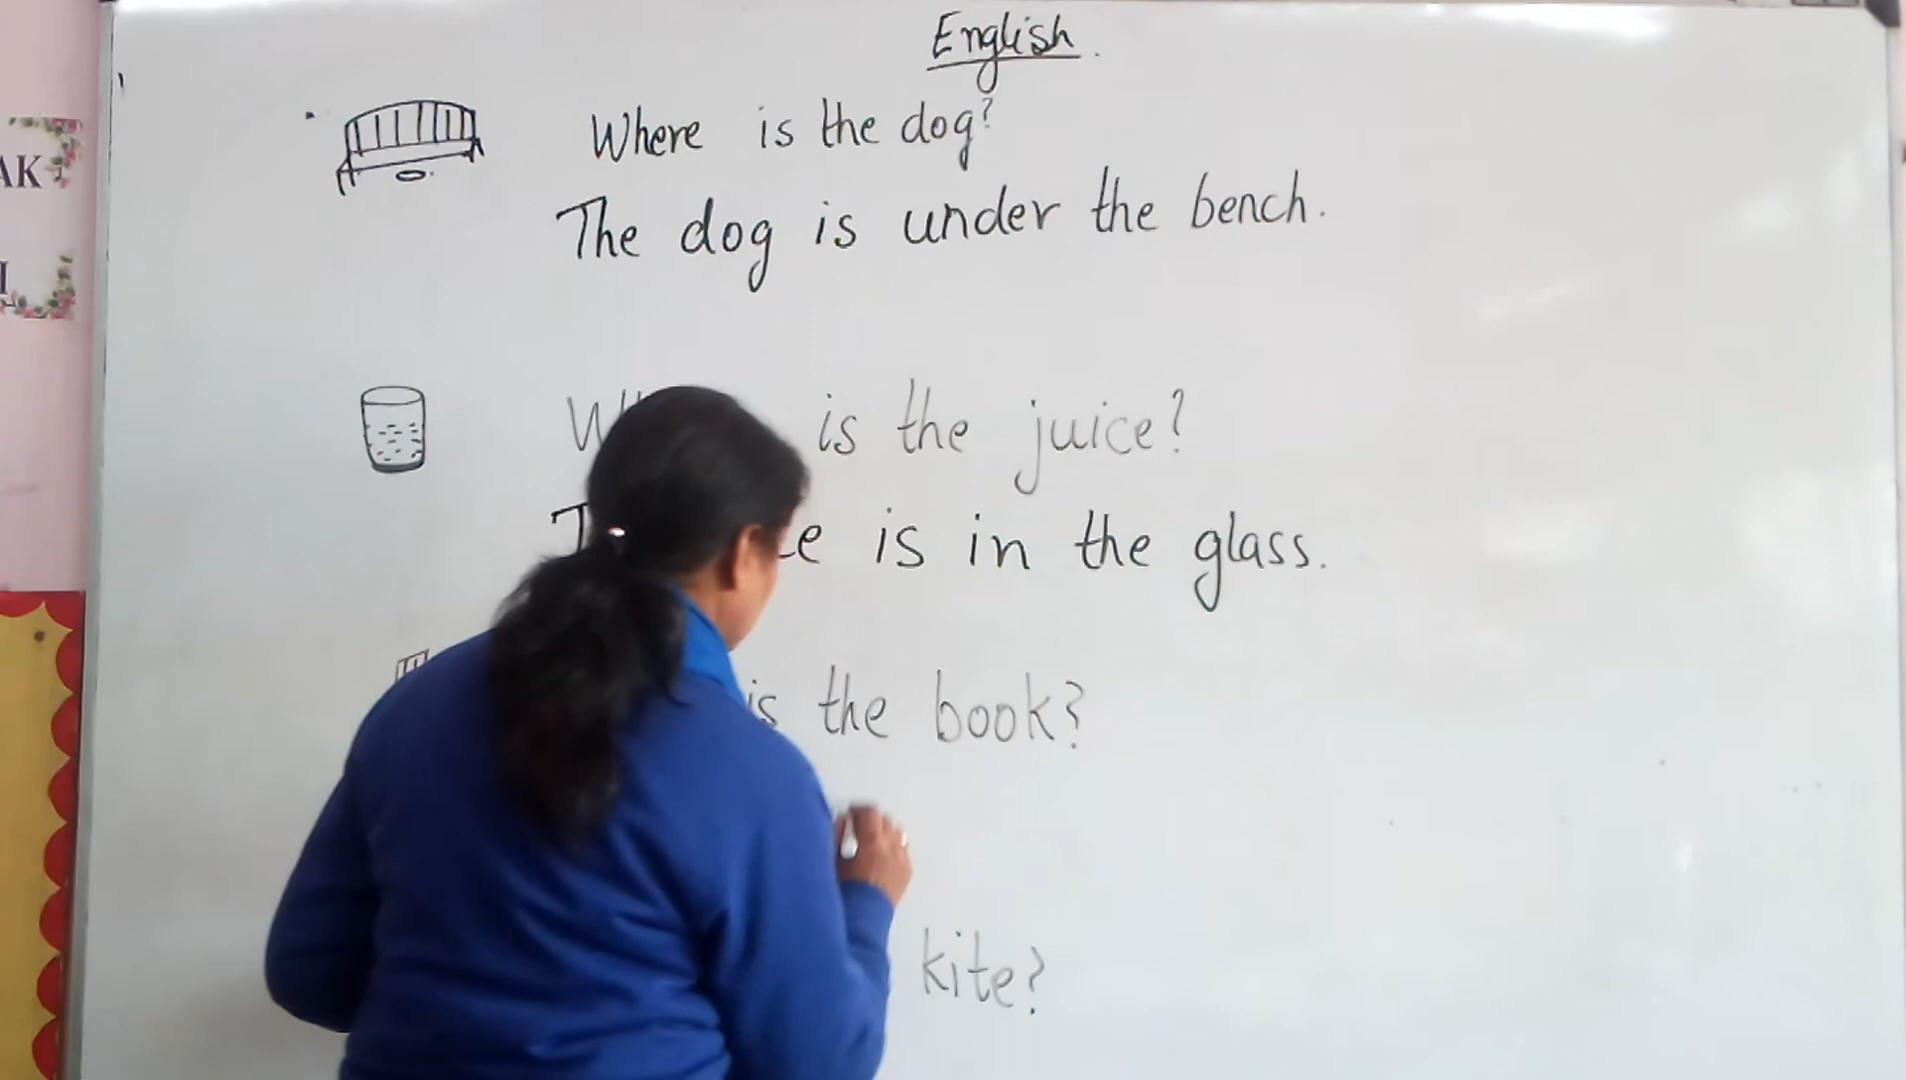 English.
Where is the dog?
The dog is under the bench.
is the juice?
is in the glass.
is the book?
kite?
AK